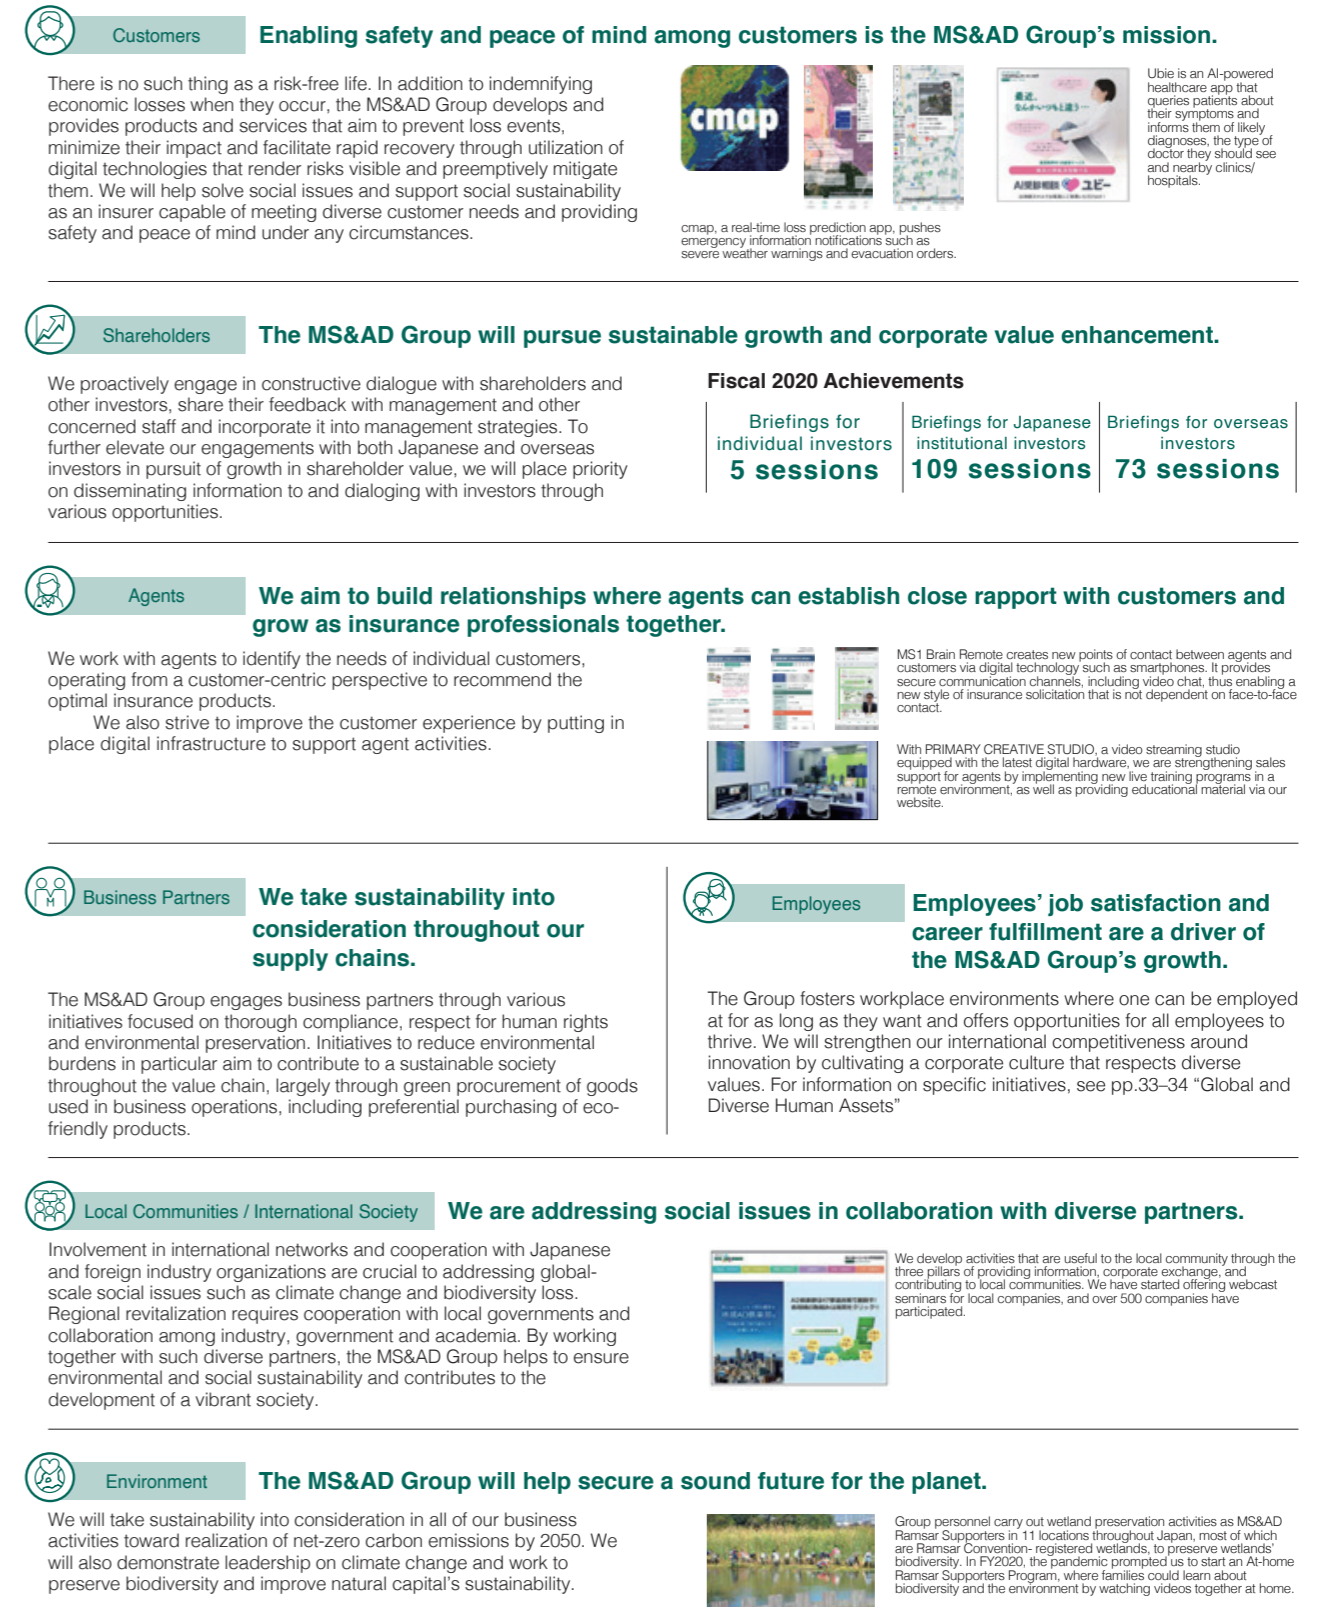 Customers
Enabling safety and peace of mind among customers is the MS&AD Group's mission.
There is no such thing as a risk-free life. In addition to indemnifying
economic losses when they occur, the MS&AD Group develops and
provides products and services that aim to prevent loss events,
minimize their impact and facilitate rapid recovery through utilization of
digital technologies that render risks visible and preemptively mitigate
them. We will help solve social issues and support social sustainability
as an insurer capable of meeting diverse customer needs and providing
safety and peace of mind under any circumstances.
cmap
cmap, a real-time loss prediction app, pushes
emergency information notifications such as
severe weather warnings and evacuation orders.
最近、
なんかいつもと違う…
AI受診相談 ユビー
Ubie is an AI-powered
healthcare app that
queries patients about
their symptoms and
informs them of likely
diagnoses, the type of
doctor they should see
and nearby clinics/
hospitals.
Shareholders
The MS&AD Group will pursue sustainable growth and corporate value enhancement.
We proactively engage in constructive dialogue with shareholders and
other investors, share their feedback with management and other
concerned staff and incorporate it into management strategies. To
further elevate our engagements with both Japanese and overseas
investors in pursuit of growth in shareholder value, we will place priority
on disseminating information to and dialoging with investors through
various opportunities.
Fiscal 2020 Achievements
Briefings for
individual investors
5 sessions
Briefings for Japanese
institutional investors
109 sessions
Briefings for overseas
investors
73 sessions
Agents
We aim to build relationships where agents can establish close rapport with customers and
grow as insurance professionals together.
We work with agents to identify the needs of individual customers,
operating from a customer-centric perspective to recommend the
optimal insurance products.
We also strive to improve the customer experience by putting in
place digital infrastructure to support agent activities.
MS1 Brain Remote creates new points of contact between agents and
customers via digital technology such as smartphones. It provides
secure communication channels, including video chat, thus enabling a
new style of insurance solicitation that is not dependent on face-to-face
contact.
With PRIMARY CREATIVE STUDIO, a video streaming studio
equipped with the latest digital hardware, we are strengthening sales
support for agents by implementing new live training programs in a
remote environment, as well as providing educational material via our
website.
Business Partners
We take sustainability into
consideration throughout our
supply chains.
The MS&AD Group engages business partners through various
initiatives focused on thorough compliance, respect for human rights
and environmental preservation. Initiatives to reduce environmental
burdens in particular aim to contribute to a sustainable society
throughout the value chain, largely through green procurement of goods
used in business operations, including preferential purchasing of eco-
friendly products.
Employees
Employees' job satisfaction and
career fulfillment are a driver of
the MS&AD Group's growth.
The Group fosters workplace environments where one can be employed
at for as long as they want and offers opportunities for all employees to
thrive. We will strengthen our international competitiveness around
innovation by cultivating a corporate culture that respects diverse
values. For information on specific initiatives, see pp.33–34 “Global and
Diverse Human Assets”
Local Communities / International Society
We are addressing social issues in collaboration with diverse partners.
Involvement in international networks and cooperation with Japanese
and foreign industry organizations are crucial to addressing global-
scale social issues such as climate change and biodiversity loss.
Regional revitalization requires cooperation with local governments and
collaboration among industry, government and academia. By working
together with such diverse partners, the MS&AD Group helps to ensure
environmental and social sustainability and contributes to the
development of a vibrant society.
We develop activities that are useful to the local community through the
three pillars of providing information, corporate exchange, and
contributing to local communities. We have started offering webcast
seminars for local companies, and over 500 companies have
participated.
Environment
The MS&AD Group will help secure a sound future for the planet.
We will take sustainability into consideration in all of our business
activities toward realization of net-zero carbon emissions by 2050. We
will also demonstrate leadership on climate change and work to
preserve biodiversity and improve natural capital's sustainability.
Group personnel carry out wetland preservation activities as MS&AD
Ramsar Supporters in 11 locations throughout Japan, most of which
are Ramsar Convention- registered wetlands, to preserve wetlands'
biodiversity. In FY2020, the pandemic prompted us to start an At-home
Ramsar Supporters Program, where families could learn about
biodiversity and the environment by watching videos together at home.